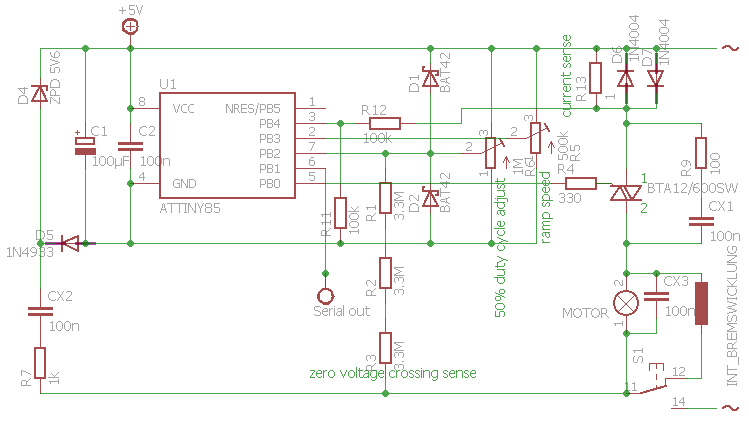 +5V
U1
D4
ZPD 5V6
8
VCC
NRES/PB5
1
PB4
3
PB3
2
PB2
7
PB1
6
4
GND
PB0
5
ATTINY85
+
C1
100µF
C2
100n
D5
1N4933
CX2
100n
R7
1K
R12
100k
R11
100k
Serial out
R1
3.3M
R2
3.3M
R3
3.3M
zero voltage crossing sense
D1
BAT42
D2
BAT42
3
2
1
1M
50% duty cycle adjust
3
2
500k
R5
ramp speed
R4
330
current sense
R13
1
D6
1N4004
D7
1N4004
~
R9
100
1
BTA12/600SW
2
CX1
100n
MOTOR
2
1
CX3
100n
INT_BREMSWICKLUNG
S1
11
12
14
~